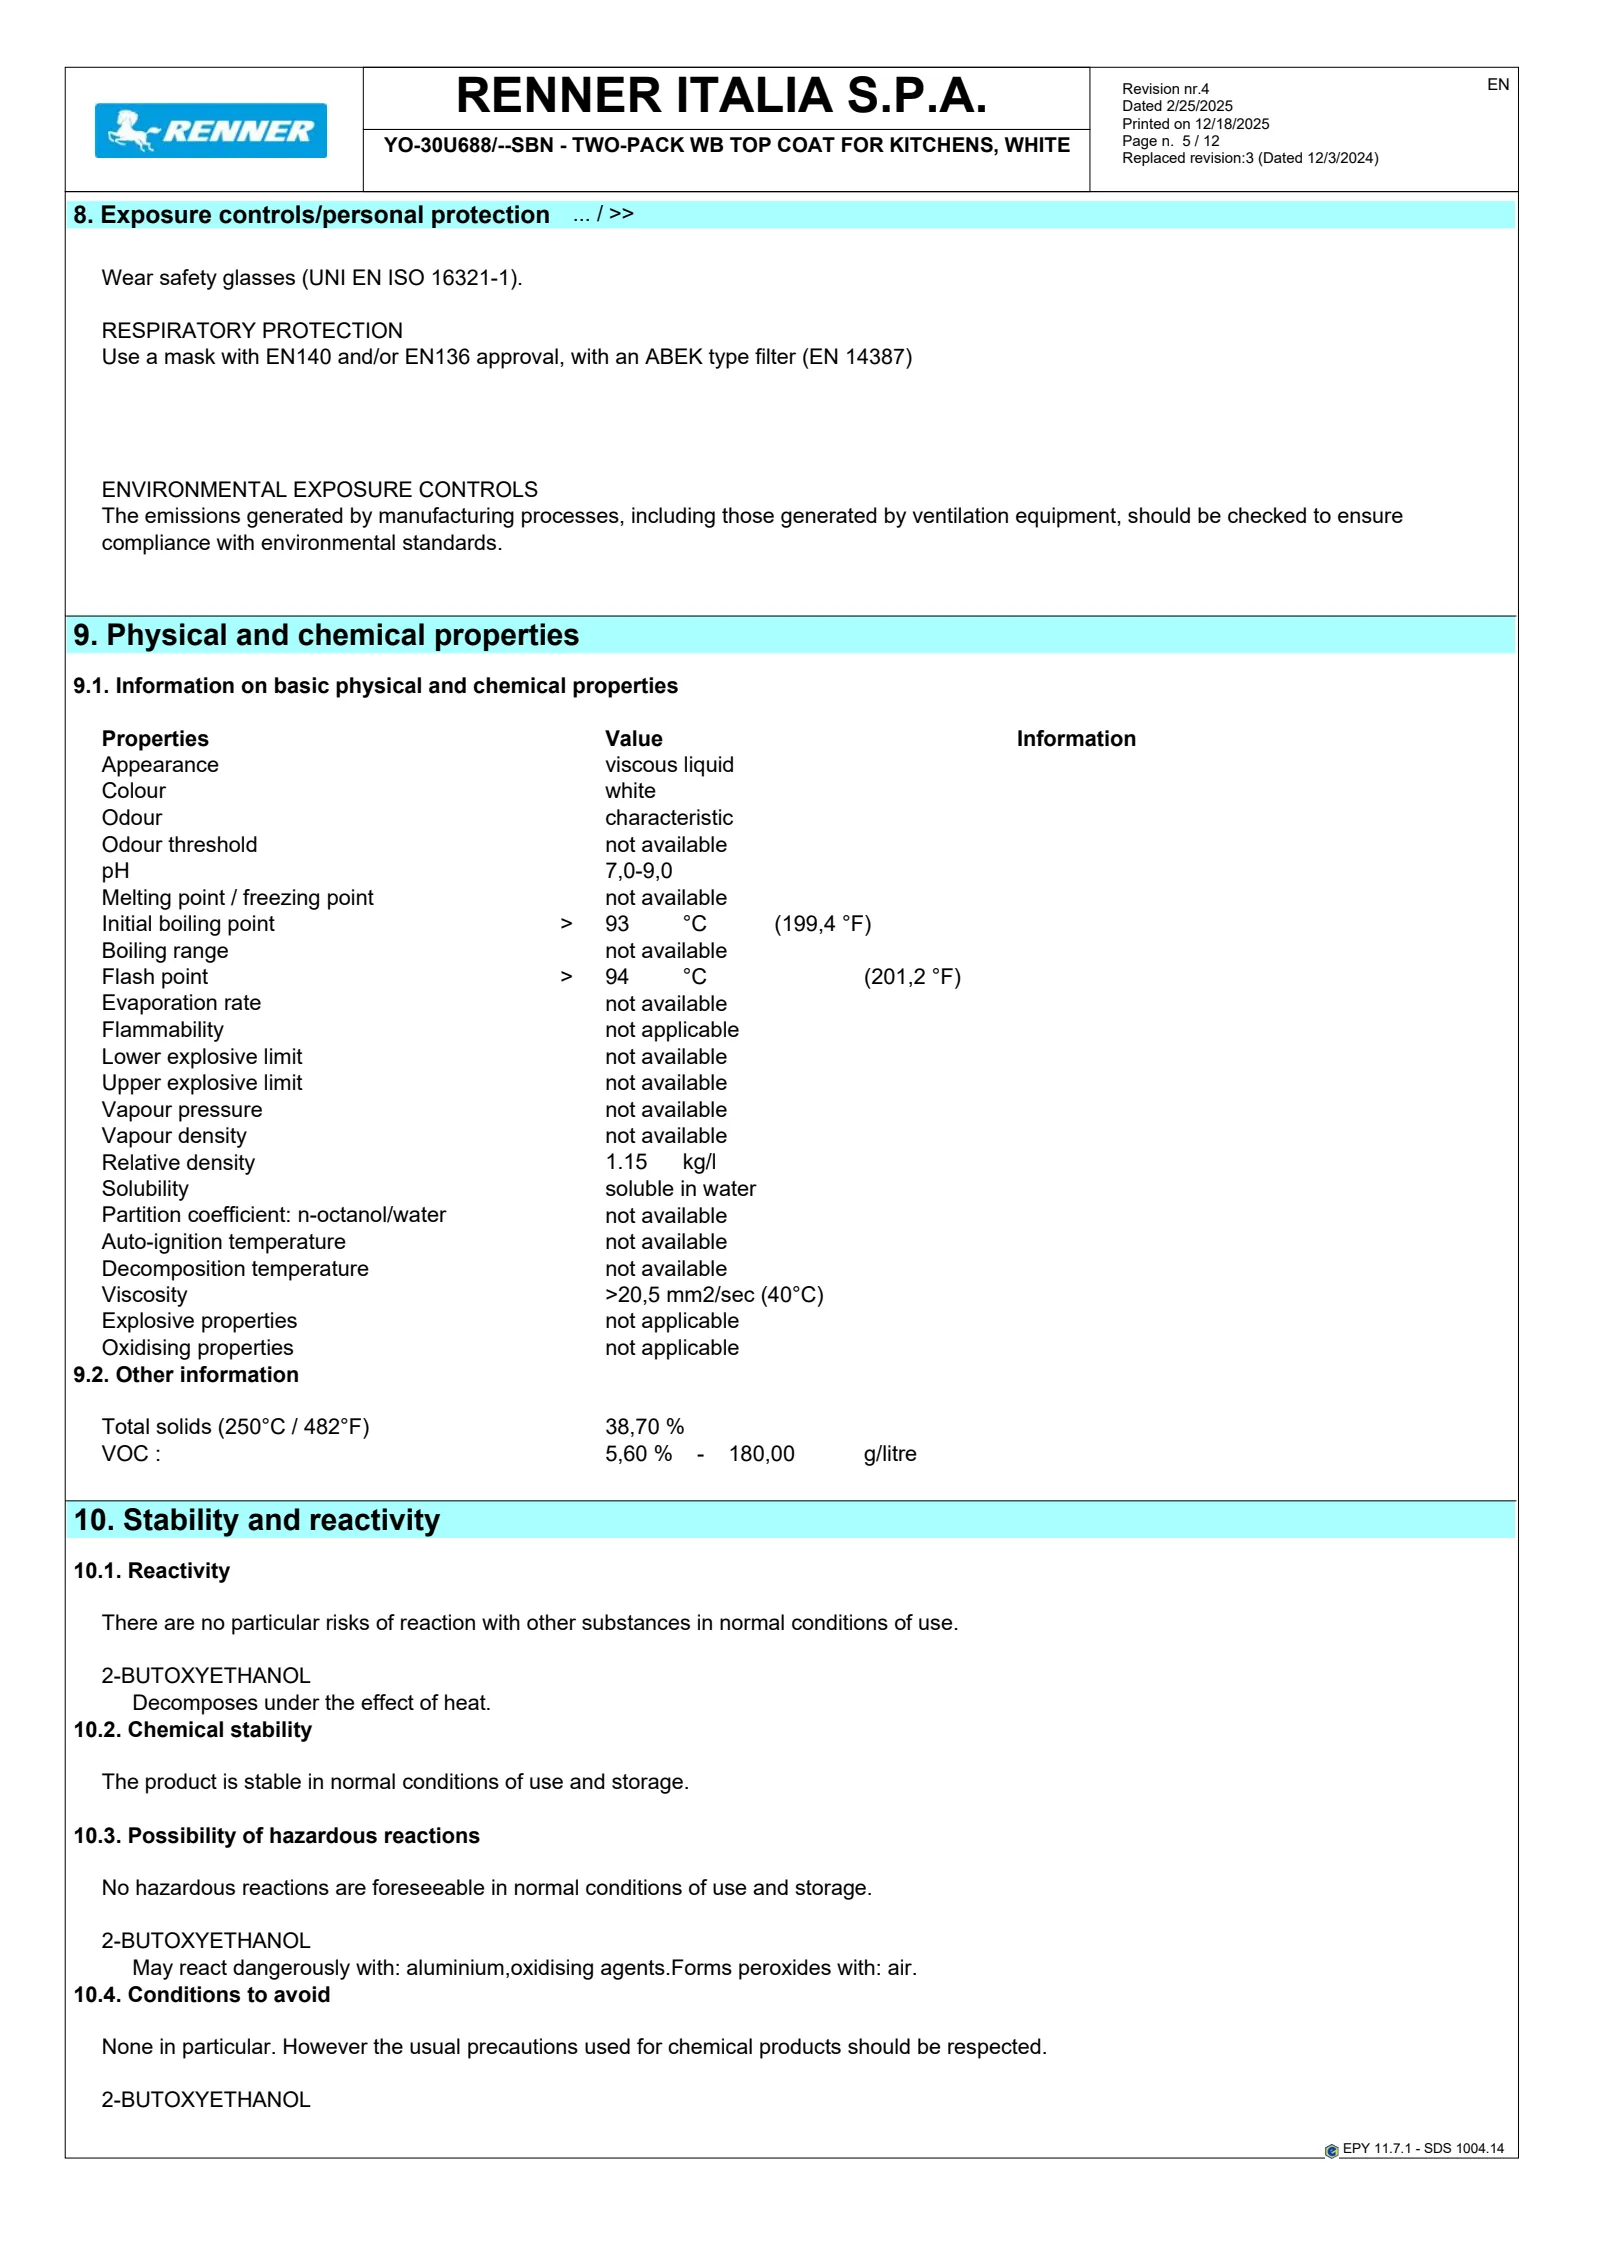 RENNER
RENNER ITALIA S.P.A.
YO-30U688/--SBN - TWO-PACK WB TOP COAT FOR KITCHENS, WHITE
Revision nr.4
Dated 2/25/2025
Printed on 12/18/2025
Page n. 5 / 12
Replaced revision:3 (Dated 12/3/2024)
EN
8. Exposure controls/personal protection ... / >>
Wear safety glasses (UNI EN ISO 16321-1).
RESPIRATORY PROTECTION
Use a mask with EN140 and/or EN136 approval, with an ABEK type filter (EN 14387)
ENVIRONMENTAL EXPOSURE CONTROLS
The emissions generated by manufacturing processes, including those generated by ventilation equipment, should be checked to ensure
compliance with environmental standards.
9. Physical and chemical properties
9.1. Information on basic physical and chemical properties
Properties Value Information
Appearance viscous liquid
Colour white
Odour characteristic
Odour threshold not available
pH 7,0-9,0
Melting point / freezing point not available
Initial boiling point > 93 °C (199,4 °F)
Boiling range not available
Flash point > 94 °C (201,2 °F)
Evaporation rate not available
Flammability not applicable
Lower explosive limit not available
Upper explosive limit not available
Vapour pressure not available
Vapour density not available
Relative density 1.15 kg/l
Solubility soluble in water
Partition coefficient: n-octanol/water not available
Auto-ignition temperature not available
Decomposition temperature not available
Viscosity >20,5 mm2/sec (40°C)
Explosive properties not applicable
Oxidising properties not applicable
9.2. Other information
Total solids (250°C / 482°F) 38,70 %
VOC : 5,60 % - 180,00 g/litre
10. Stability and reactivity
10.1. Reactivity
There are no particular risks of reaction with other substances in normal conditions of use.
2-BUTOXYETHANOL
Decomposes under the effect of heat.
10.2. Chemical stability
The product is stable in normal conditions of use and storage.
10.3. Possibility of hazardous reactions
No hazardous reactions are foreseeable in normal conditions of use and storage.
2-BUTOXYETHANOL
May react dangerously with: aluminium,oxidising agents.Forms peroxides with: air.
10.4. Conditions to avoid
None in particular. However the usual precautions used for chemical products should be respected.
2-BUTOXYETHANOL
EPY 11.7.1 - SDS 1004.14